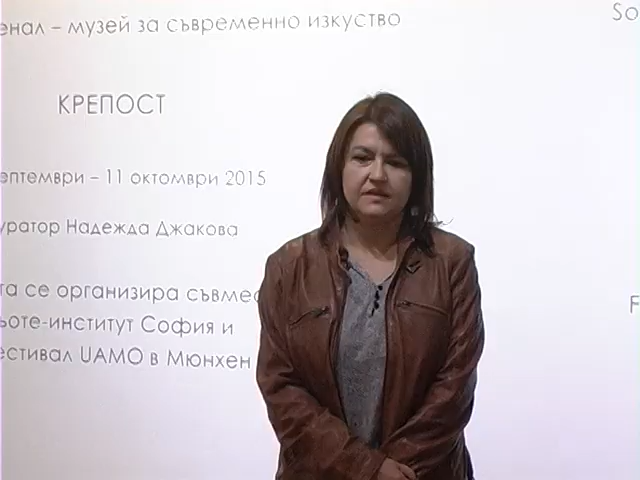 енал – музей за съвременно изкуство
So
КРЕПОСТ
ептември – 11 октомври 2015
уратор Надежда Джакова
та се организира съвмес
ьоте-институт София и
естивал UAMO в Мюнхен
F